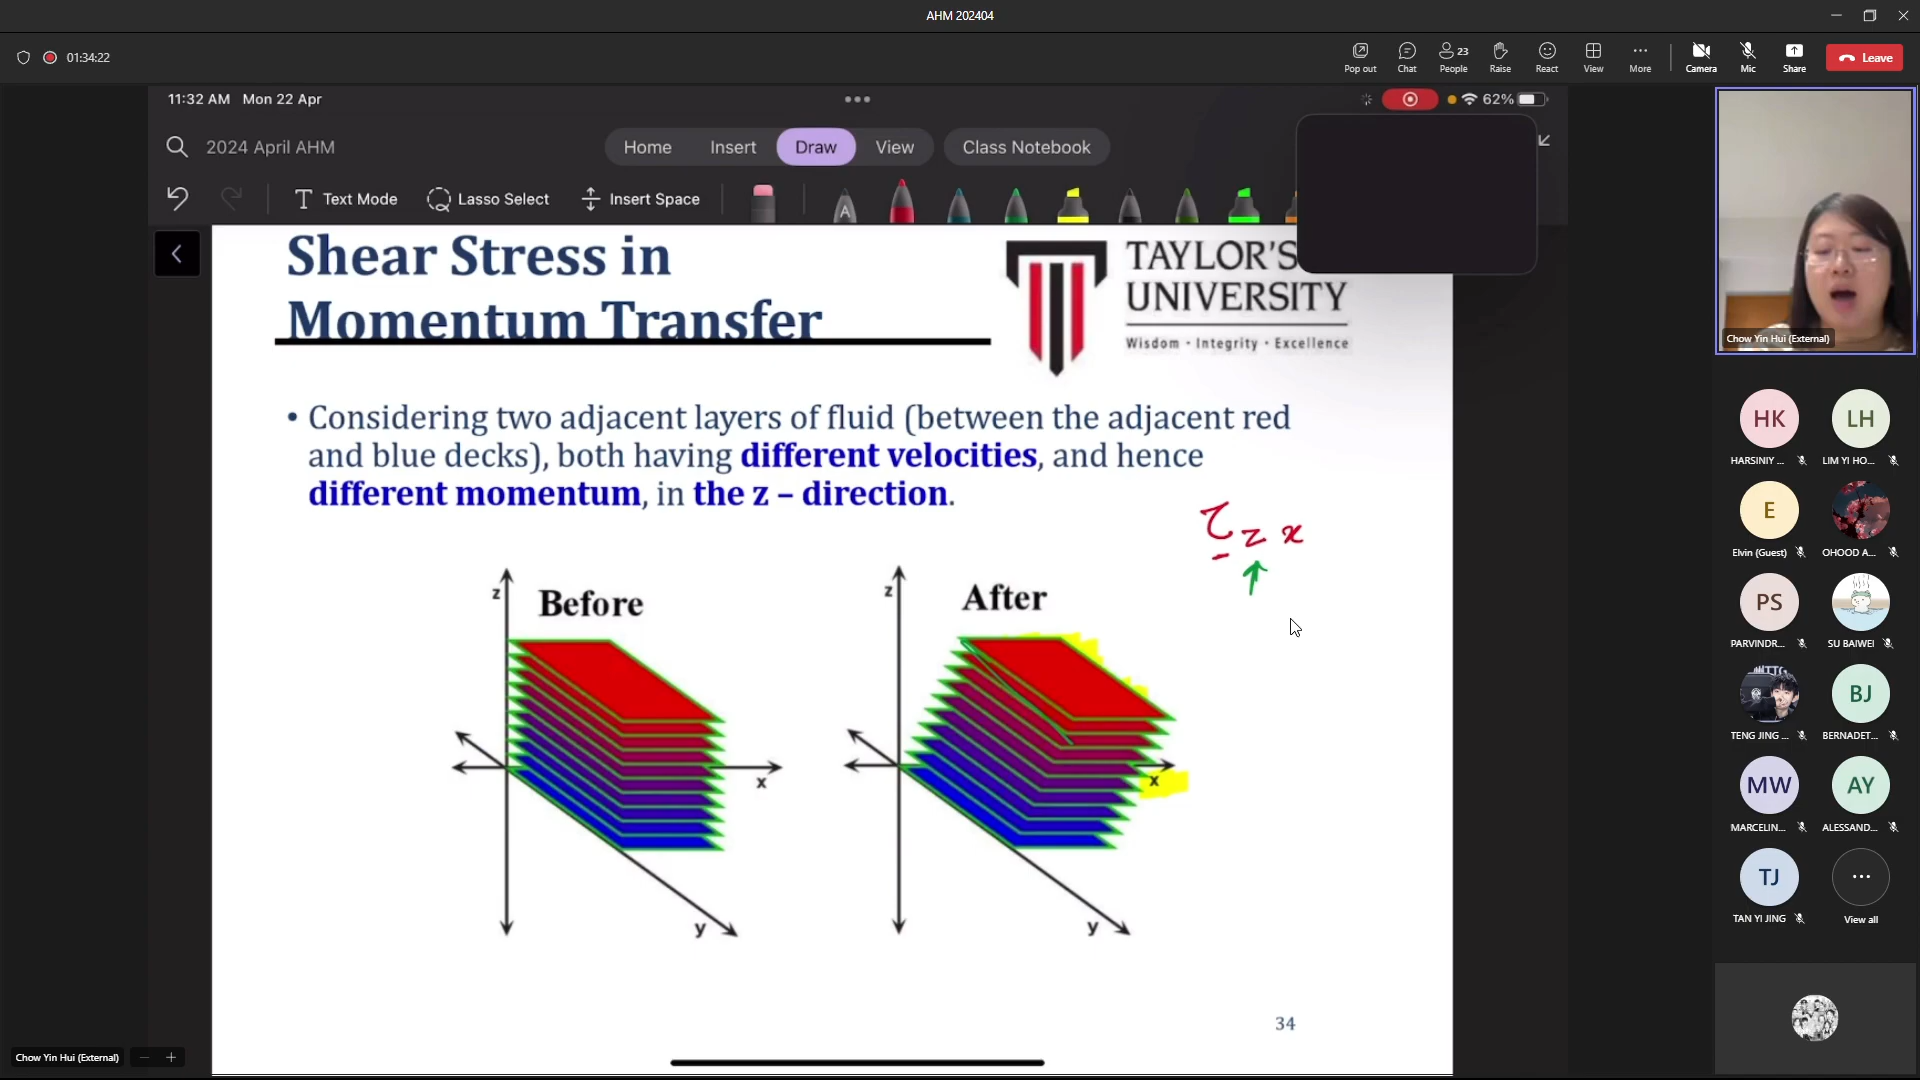 AHM 202404
01:34:22
Pop out
Chat
23
People
Raise
React
View
More
Camera
Mic
Share
Leave
11:32 AM Mon 22 Apr
62%
2024 April AHM
Home
Insert
Draw
View
Class Notebook
Text Mode
Lasso Select
Insert Space
A
Shear Stress in
Momentum Transfer
TAYLOR'S
UNIVERSITY
Wisdom · Integrity · Excellence
• Considering two adjacent layers of fluid (between the adjacent red
and blue decks), both having different velocities, and hence
different momentum, in the z – direction.
τ z x
z
Before
x
y
z
After
x
y
34
Chow Yin Hui (External)
HK
HARSINIY ...
LH
LIM YI HO...
E
Elvin (Guest)
OHOOD A...
PS
PARVINDR...
SU BAIWEI
TENG JING ...
BJ
BERNADET...
MW
MARCELIN...
AY
ALESSAND...
TJ
TAN YI JING
View all
Chow Yin Hui (External)